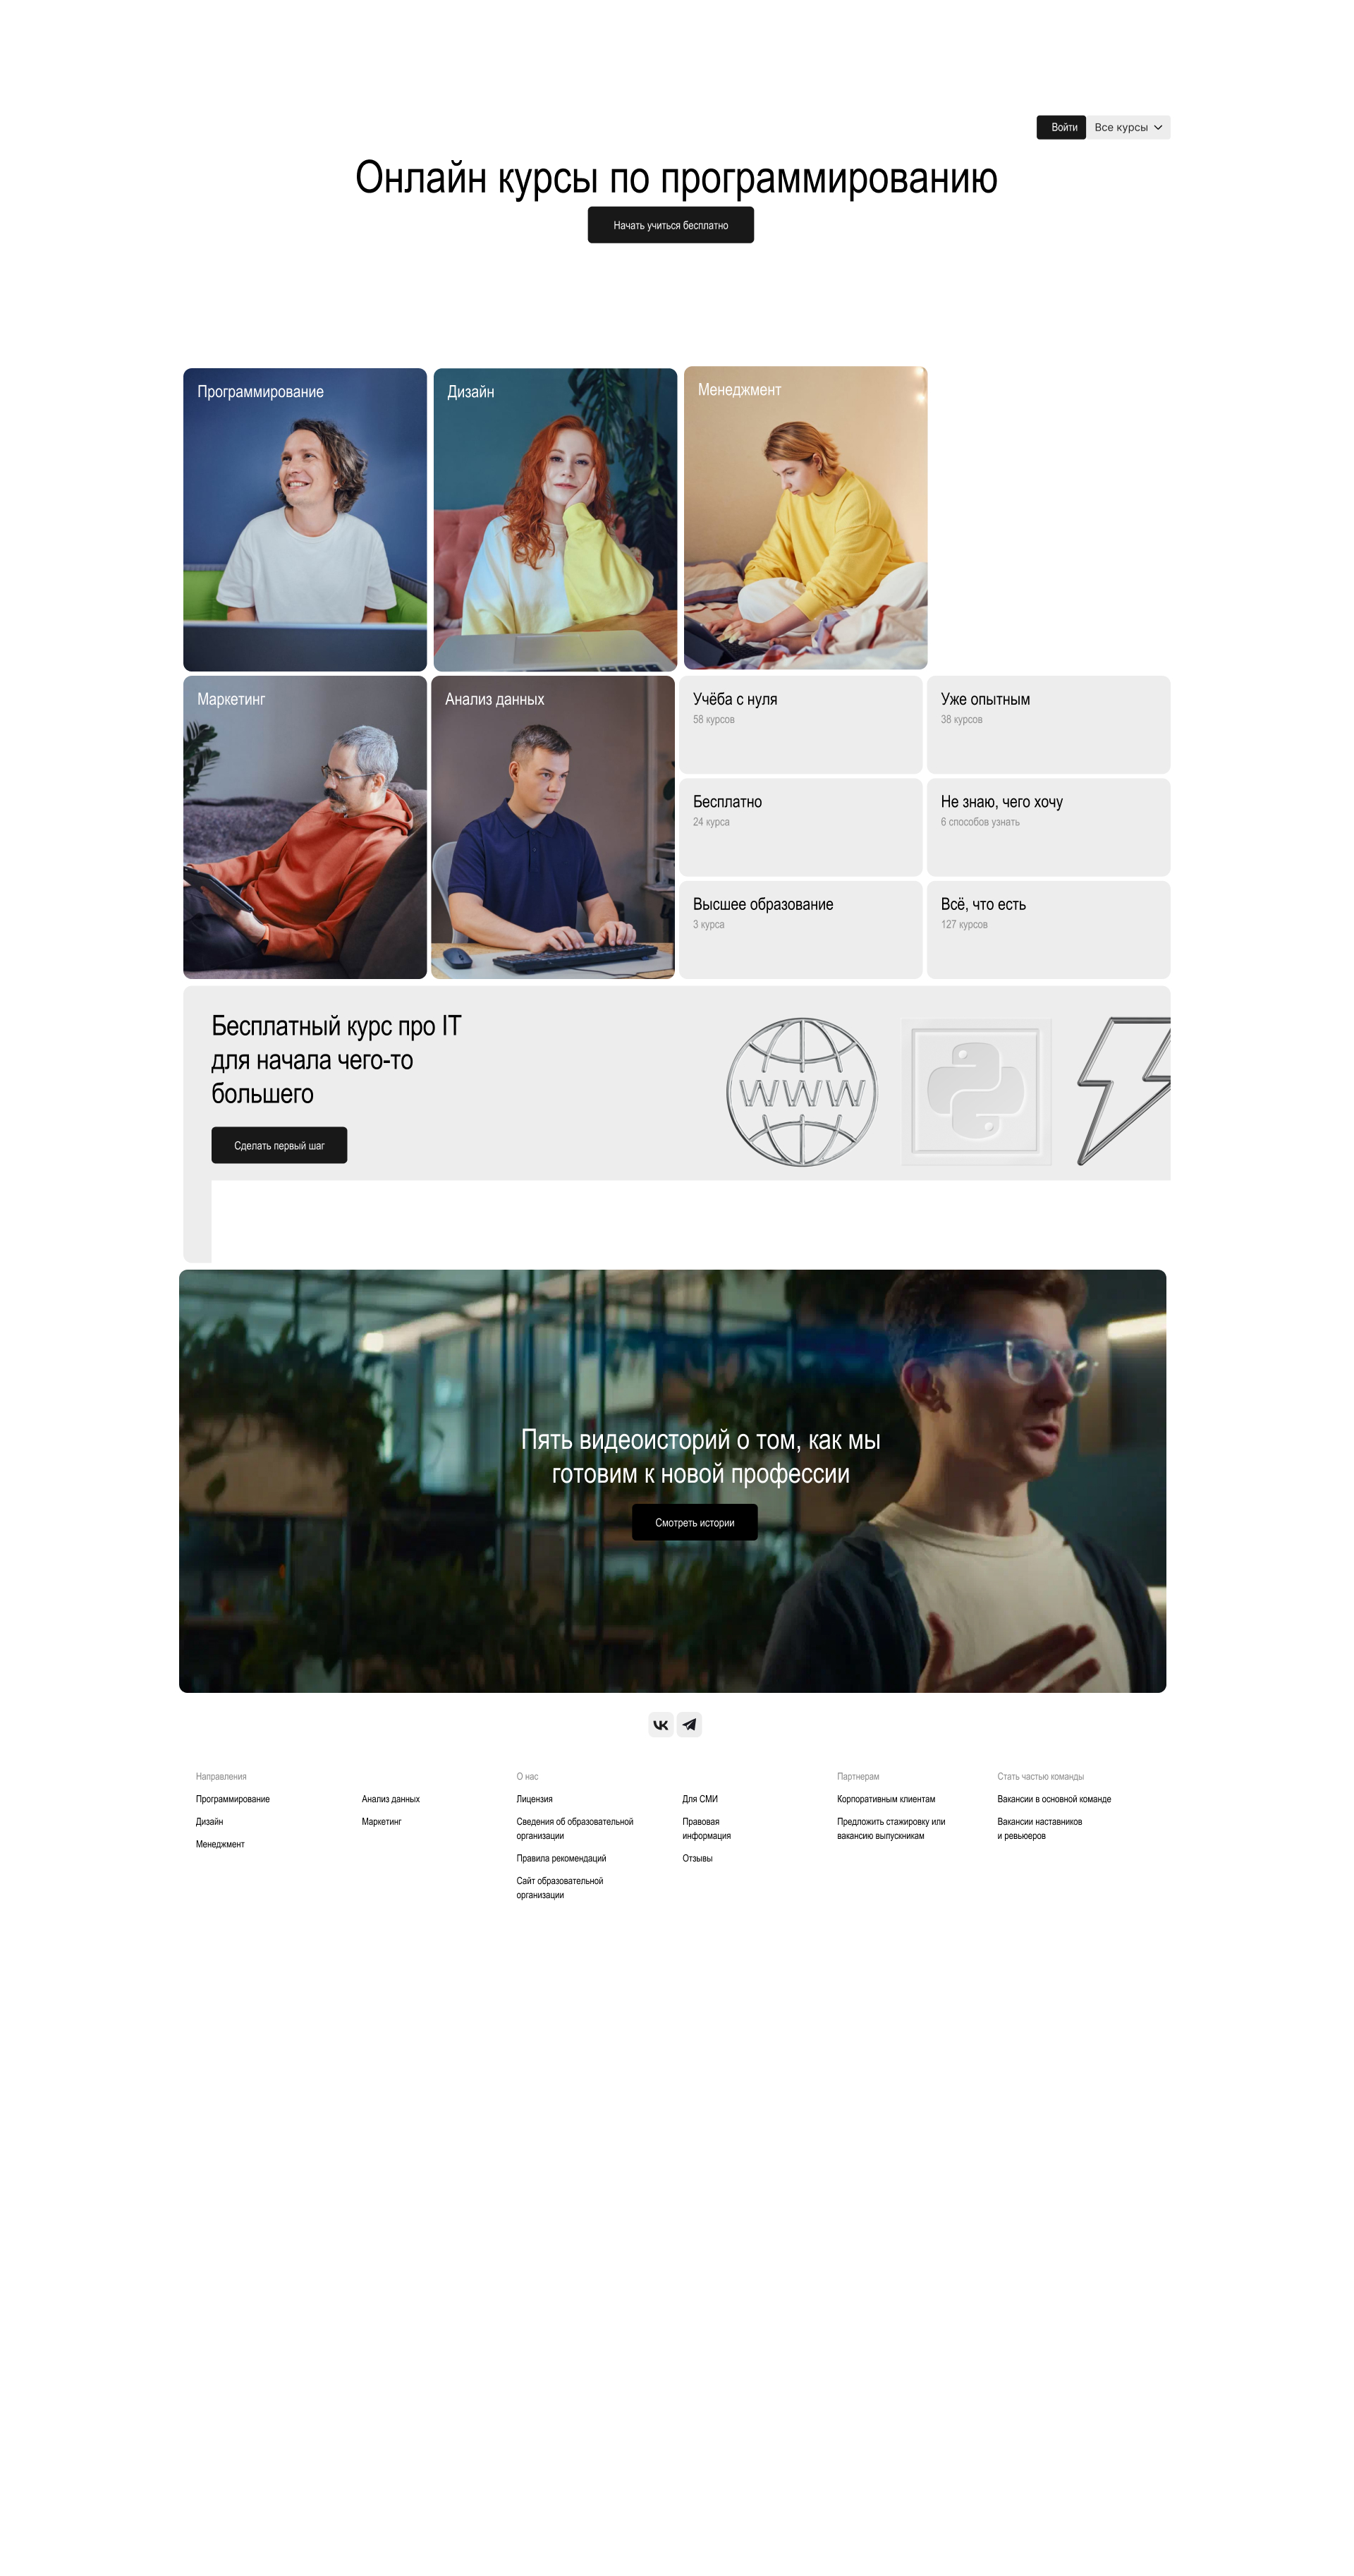 Войти
Все курсы
Онлайн курсы по программированию
Начать учиться бесплатно
Программирование
Дизайн
Менеджмент
Маркетинг
Анализ данных
Учёба с нуля
58 курсов
Уже опытным
38 курсов
Бесплатно
24 курса
Не знаю, чего хочу
6 способов узнать
Высшее образование
3 курса
Всё, что есть
127 курсов
Бесплатный курс про IT
для начала чего-то
большего
Сделать первый шаг
WWW
Пять видеоисторий о том, как мы
готовим к новой профессии
Смотреть истории
Направления
Программирование
Дизайн
Менеджмент
Анализ данных
Маркетинг
О нас
Лицензия
Сведения об образовательной
организации
Правила рекомендаций
Сайт образовательной
организации
Для СМИ
Правовая
информация
Отзывы
Партнерам
Корпоративным клиентам
Предложить стажировку или
вакансию выпускникам
Стать частью команды
Вакансии в основной команде
Вакансии наставников
и ревьюеров